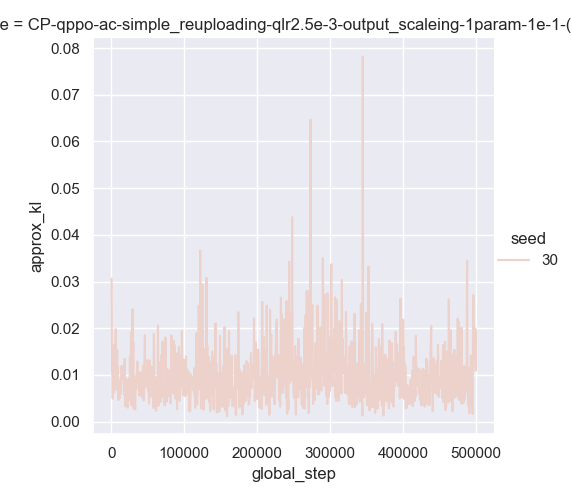 e = CP-qppo-ac-simple_reuploading-qlr2.5e-3-output_scaleing-1param-1e-1-(
0.08
0.07
0.06
0.05
0.04
0.03
0.02
0.01
0.00
approx_kl
0 100000 200000 300000 400000 500000
global_step
seed
30